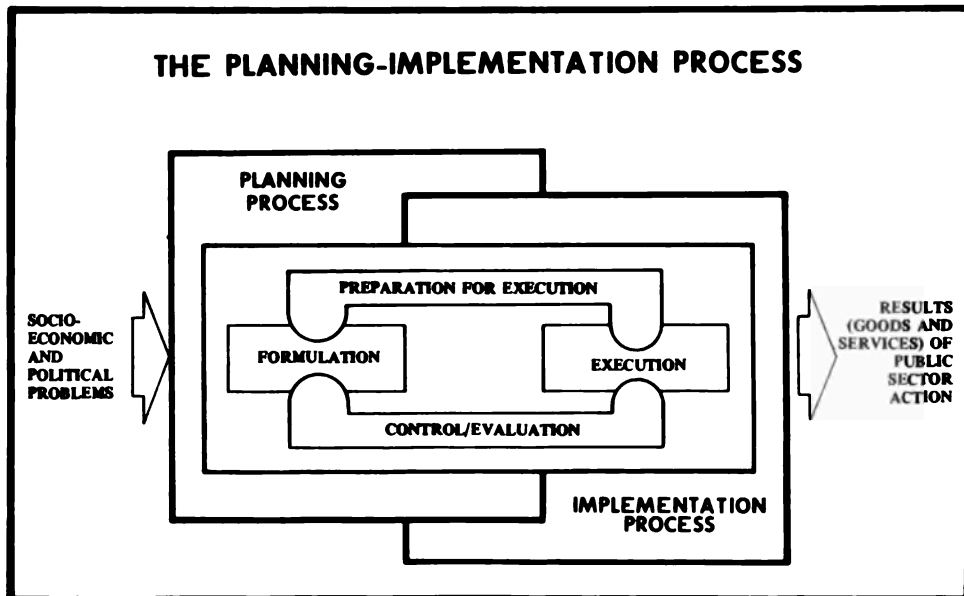 THE PLANNING-IMPLEMENTATION PROCESS
PLANNING
PROCESS
PREPARATION FOR EXECUTION
SOCIO-
ECONOMIC
AND
POLITICAL
PROBLEMS
FORMULATION
EXECUTION
CONTROL/EVALUATION
RESULTS
(GOODS AND
SERVICES) OF
PUBLIC
SECTOR
ACTION
IMPLEMENTATION
PROCESS